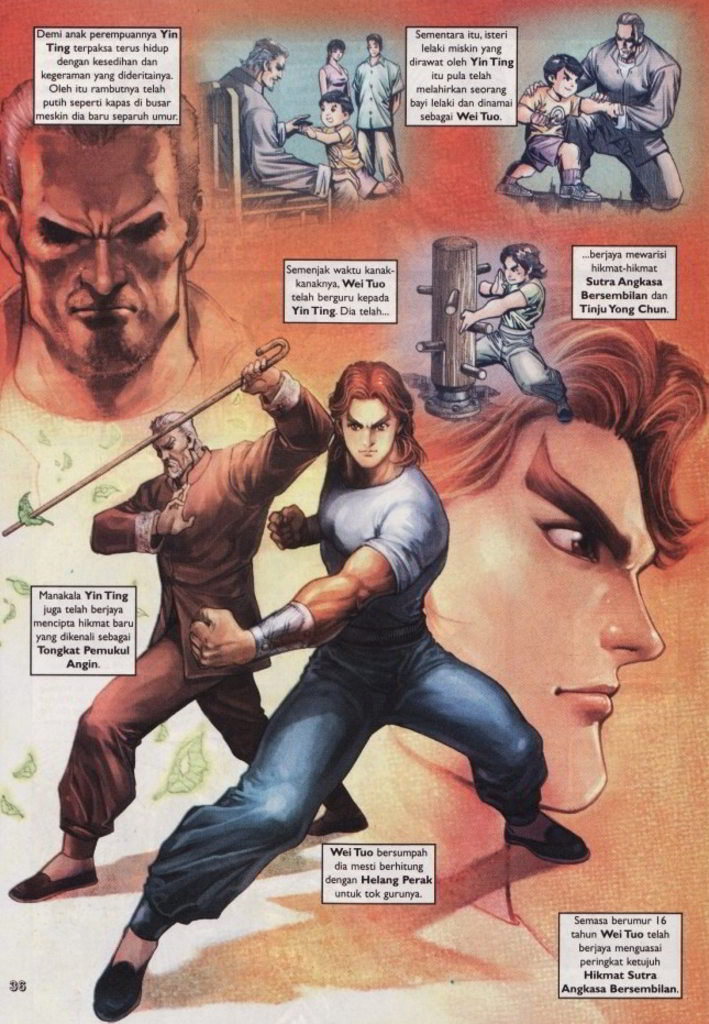 Demi anak perempuannya Yin
Ting terpaksa terus hidup
dengan kesedihan dan
kegeraman yang dideritainya.
Oleh itu rambutnya telah
putih seperti kapas di busar
meskin dia baru separuh umur.
Sementara itu, isteri
lelaki miskin yang
dirawat oleh Yin Ting
itu pula telah
melahirkan seorang
bayi lelaki dan dinamai
sebagai Wei Tuo.
Semenjak waktu kanak-
kanaknya, Wei Tuo
telah berguru kepada
Yin Ting. Dia telah...
...berjaya mewarisi
hikmat-hikmat
Sutra Angkasa
Bersembilan dan
Tinju Yong Chun.
Manakala Yin Ting
juga telah berjaya
mencipta hikmat baru
yang dikenali sebagai
Tongkat Pemukul
Angin.
Wei Tuo bersumpah
dia mesti berhitung
dengan Helang Perak
untuk tok gurunya.
Semasa berumur 16
tahun Wei Tuo telah
berjaya menguasai
peringkat ketujuh
Hikmat Sutra
Angkasa Bersembilan.
36